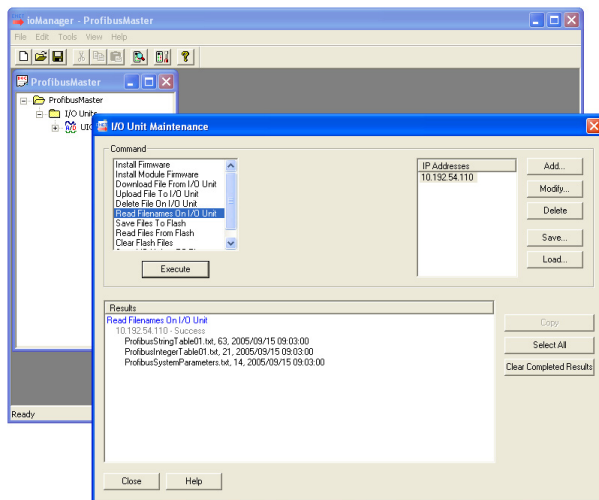 ioManager - ProfibusMaster
File Edit Tools View Help
ProfibusMaster
ProfibusMaster
I/O Units
I/O Unit Maintenance
Command
Install Firmware
Install Module Firmware
Download File From I/O Unit
Upload File To I/O Unit
Delete File On I/O Unit
Read Filenames On I/O Unit
Save Files To Flash
Read Files From Flash
Clear Flash Files
Execute
IP Addresses
10.192.54.110
Add...
Modify...
Delete
Save...
Load...
Results
Read Filenames On I/O Unit
10.192.54.110 - Success
ProfibusStringTable01.txt, 63, 2005/09/15 09:03:00
ProfibusIntegerTable01.txt, 21, 2005/09/15 09:03:00
ProfibusSystemParameters.txt, 14, 2005/09/15 09:03:00
Copy
Select All
Clear Completed Results
Close
Help
Ready